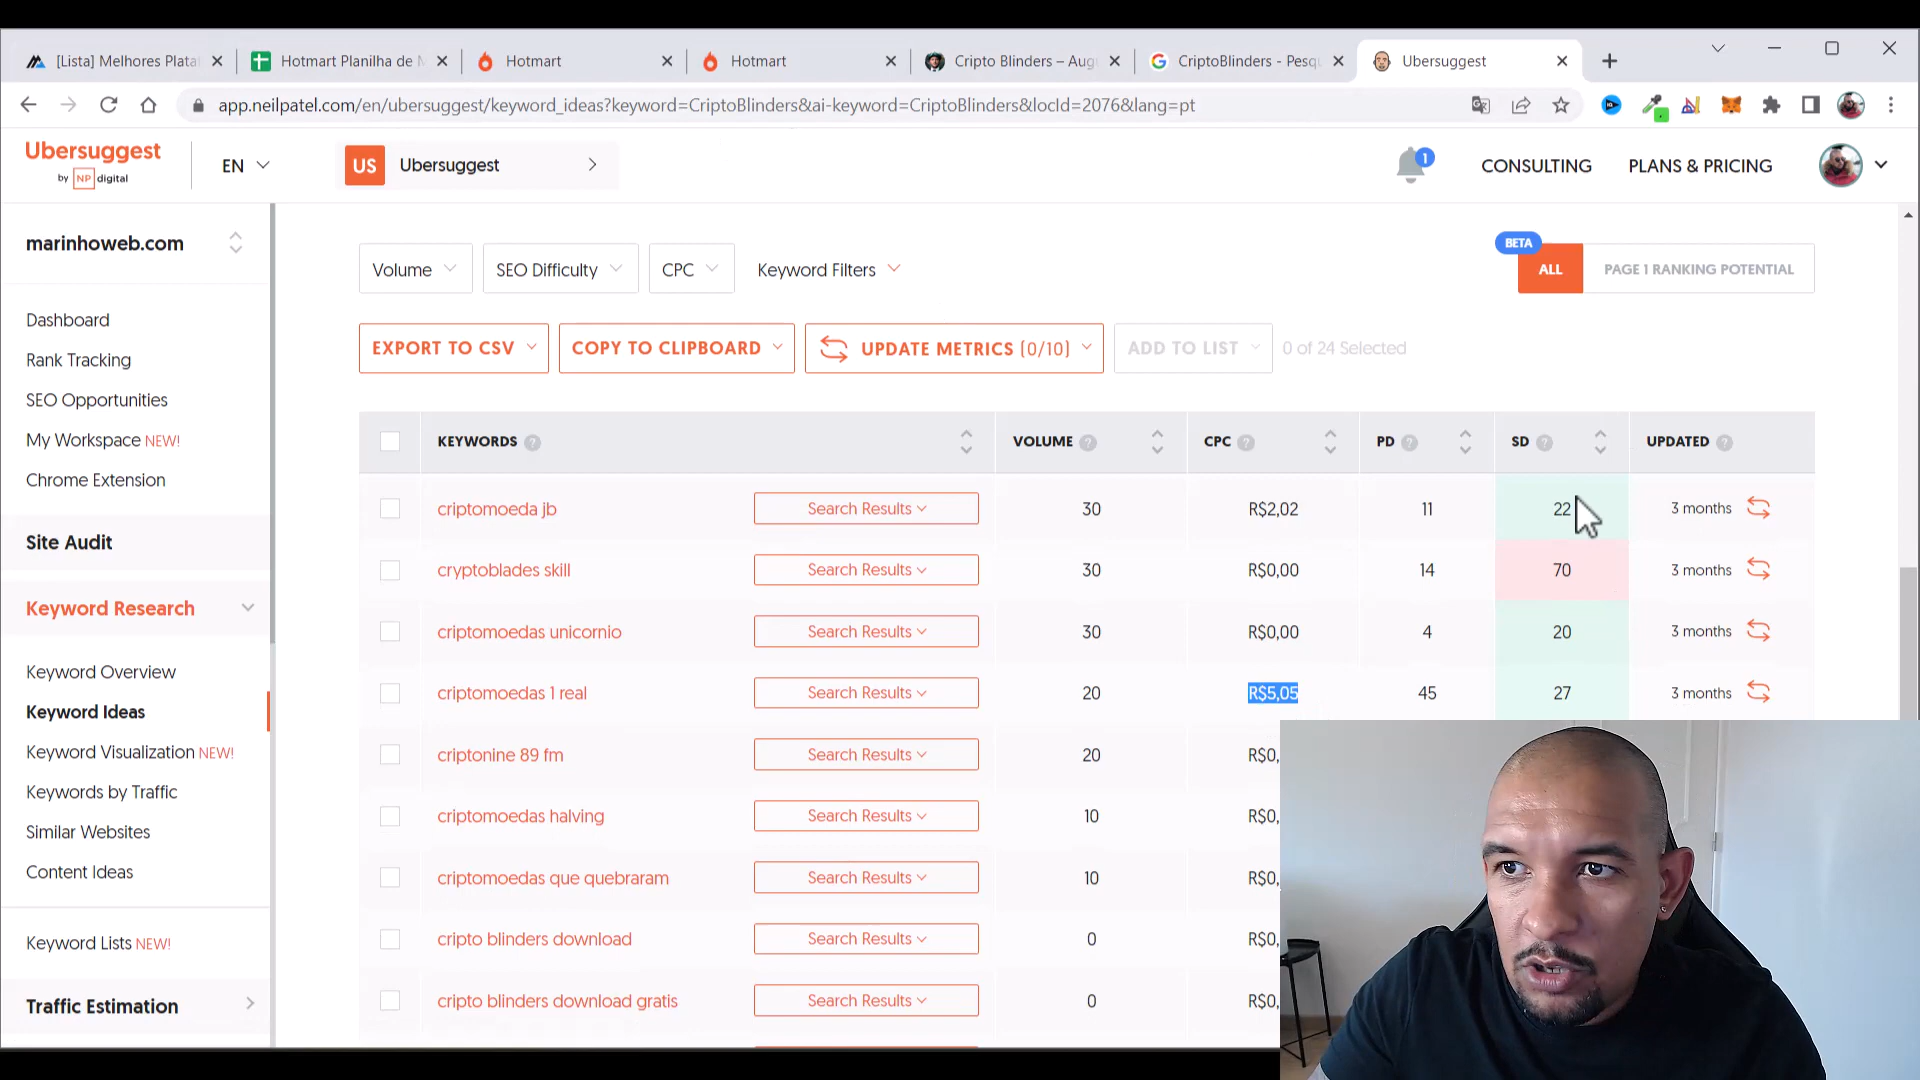 [Lista] Melhores Plata
Hotmart Planilha de M
Hotmart
Hotmart
Cripto Blinders – Aug
CriptoBlinders - Pesqu
Ubersuggest
app.neilpatel.com/en/ubersuggest/keyword_ideas?keyword=CriptoBlinders&ai-keyword=CriptoBlinders&locId=2076&lang=pt
Ubersuggest
by NP digital
EN
US Ubersuggest
1
CONSULTING
PLANS & PRICING
marinhoweb.com
Dashboard
Rank Tracking
SEO Opportunities
My Workspace NEW!
Chrome Extension
Site Audit
Keyword Research
Keyword Overview
Keyword Ideas
Keyword Visualization NEW!
Keywords by Traffic
Similar Websites
Content Ideas
Keyword Lists NEW!
Traffic Estimation
Volume
SEO Difficulty
CPC
Keyword Filters
BETA
ALL
PAGE 1 RANKING POTENTIAL
EXPORT TO CSV
COPY TO CLIPBOARD
UPDATE METRICS (0/10)
ADD TO LIST
0 of 24 Selected
KEYWORDS ? VOLUME ? CPC ? PD ? SD ? UPDATED ?
criptomoeda jb Search Results 30 R$2,02 11 22 3 months
cryptoblades skill Search Results 30 R$0,00 14 70 3 months
criptomoedas unicornio Search Results 30 R$0,00 4 20 3 months
criptomoedas 1 real Search Results 20 R$5,05 45 27 3 months
criptonine 89 fm Search Results 20 R$0,
criptomoedas halving Search Results 10 R$0,
criptomoedas que quebraram Search Results 10 R$0,
cripto blinders download Search Results 0 R$0,
cripto blinders download gratis Search Results 0 R$0,